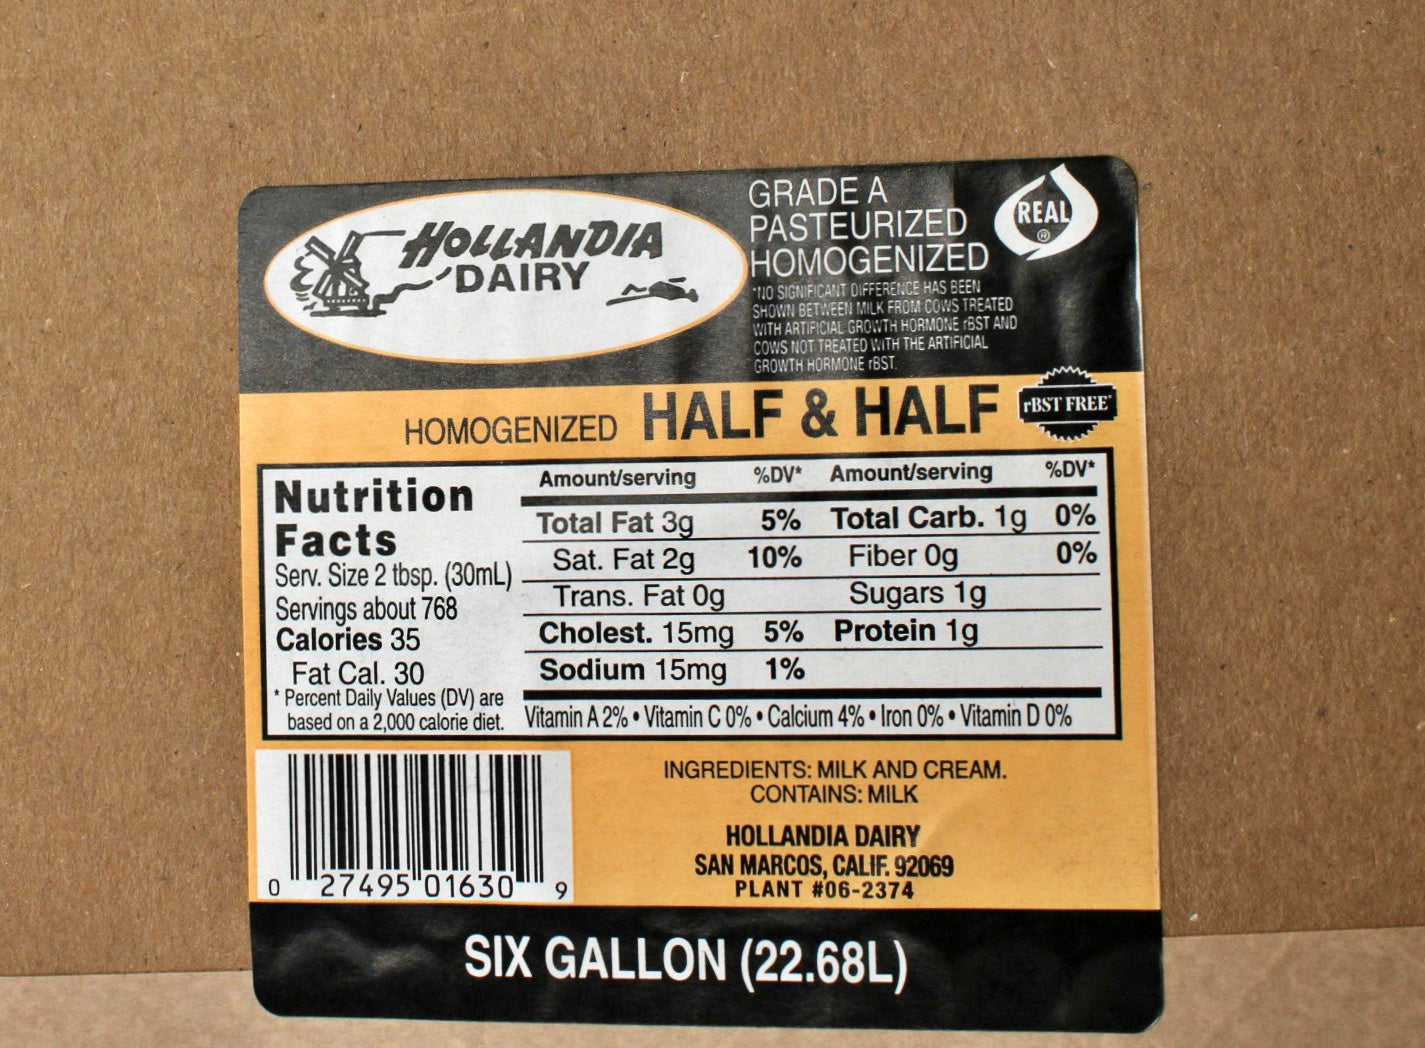 HOLLANDIA
DAIRY
GRADE A
PASTEURIZED
HOMOGENIZED
*NO SIGNIFICANT DIFFERENCE HAS BEEN
SHOWN BETWEEN MILK FROM COWS TREATED
WITH ARTIFICIAL GROWTH HORMONE rBST AND
COWS NOT TREATED WITH THE ARTIFICIAL
GROWTH HORMONE rBST.
REAL
®
HOMOGENIZED HALF & HALF
rBST FREE*
Nutrition
Facts
Serv. Size 2 tbsp. (30mL)
Servings about 768
Calories 35
Fat Cal. 30
* Percent Daily Values (DV) are
based on a 2,000 calorie diet.
Amount/serving %DV* Amount/serving %DV*
Total Fat 3g 5% Total Carb. 1g 0%
Sat. Fat 2g 10% Fiber 0g 0%
Trans. Fat 0g Sugars 1g
Cholest. 15mg 5% Protein 1g
Sodium 15mg 1%
Vitamin A 2% • Vitamin C 0% • Calcium 4% • Iron 0% • Vitamin D 0%
0 27495 01630 9
INGREDIENTS: MILK AND CREAM.
CONTAINS: MILK
HOLLANDIA DAIRY
SAN MARCOS, CALIF. 92069
PLANT #06-2374
SIX GALLON (22.68L)